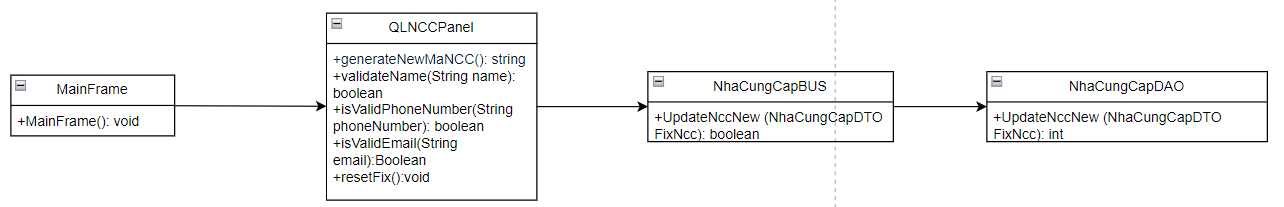 MainFrame
+MainFrame(): void
QLNCCPanel
+generateNewMaNCC(): string
+validateName(String name):
boolean
+isValidPhoneNumber(String
phoneNumber): boolean
+isValidEmail(String
email):Boolean
+resetFix():void
NhaCungCapBUS
+UpdateNccNew (NhaCungCapDTO
FixNcc): boolean
NhaCungCapDAO
+UpdateNccNew (NhaCungCapDTO
FixNcc): int